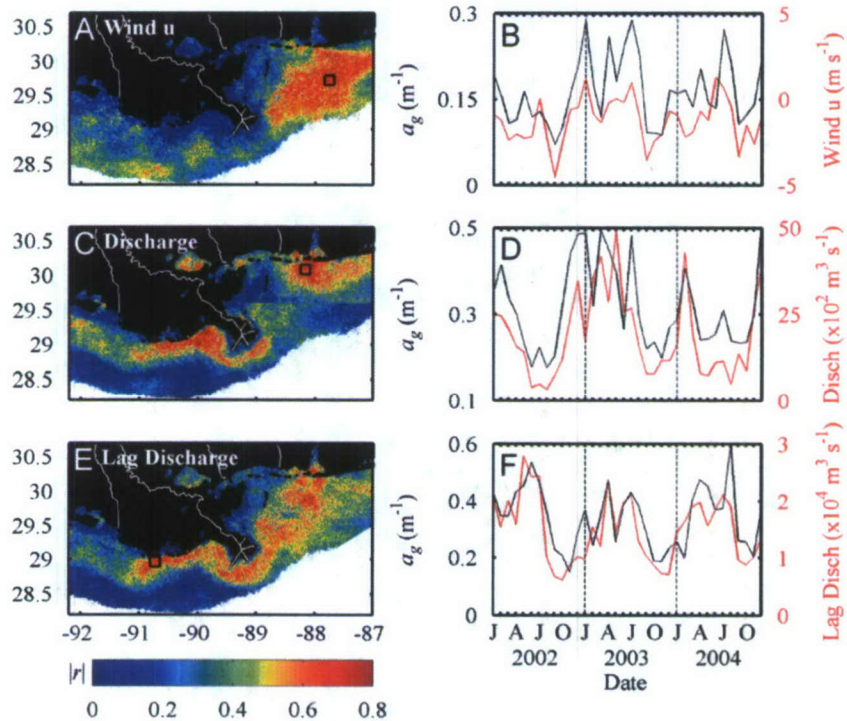 A Wind u
30.5
30
29.5
29
28.5
B
0.3
0.15
0
a_g (m⁻¹)
5
0
-5
Wind u (m s⁻¹)
C Discharge
30.5
30
29.5
29
28.5
D
0.5
0.3
0.1
a_g (m⁻¹)
50
25
0
Disch (x10² m³ s⁻¹)
E Lag Discharge
30.5
30
29.5
29
28.5
-92 -91 -90 -89 -88 -87
F
0.6
0.4
0.2
0
a_g (m⁻¹)
3
2
1
0
Lag Disch (x10⁴ m³ s⁻¹)
J A J O J A J O J A J O
2002 2003 2004
Date
|r|
0 0.2 0.4 0.6 0.8